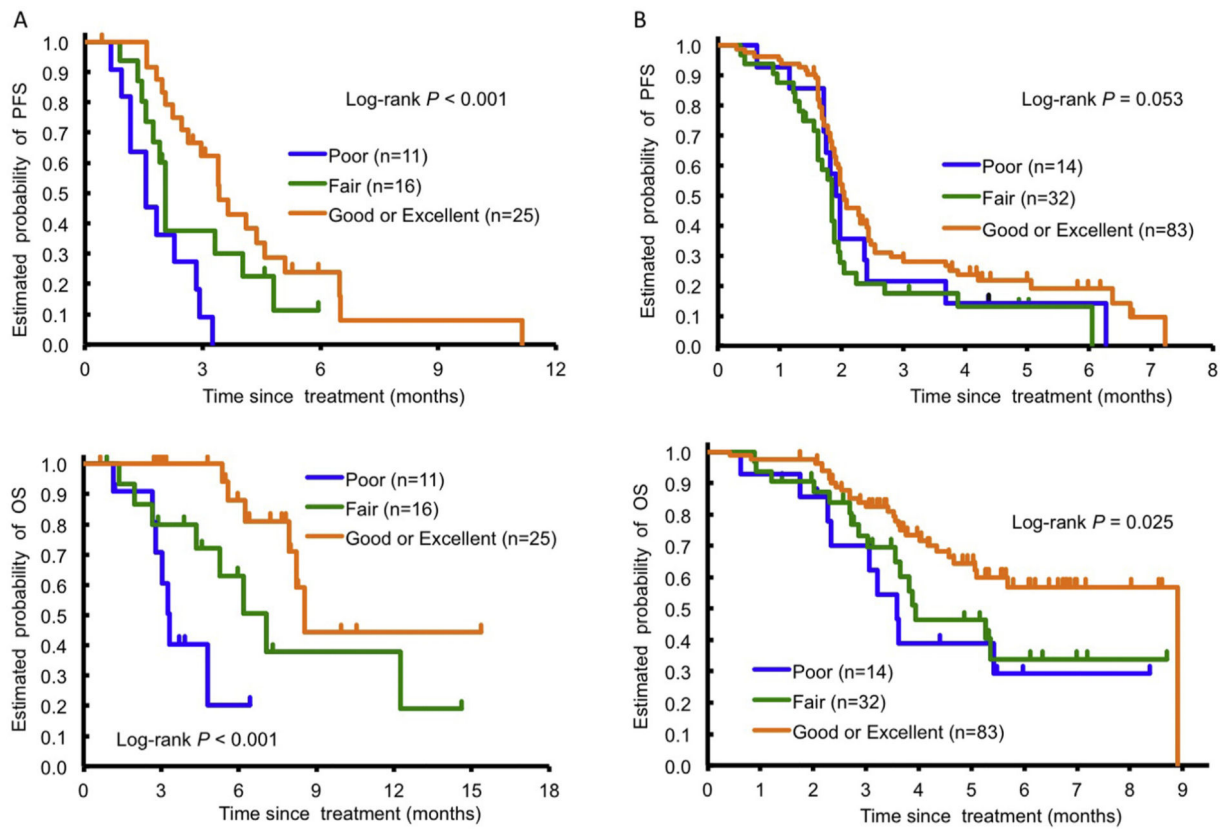 A
Estimated probability of PFS
1.0
0.9
0.8
0.7
0.6
0.5
0.4
0.3
0.2
0.1
0.0
Log-rank P < 0.001
Poor (n=11)
Fair (n=16)
Good or Excellent (n=25)
0 3 6 9 12
Time since treatment (months)
B
Estimated probability of PFS
1.0
0.9
0.8
0.7
0.6
0.5
0.4
0.3
0.2
0.1
0.0
Log-rank P = 0.053
Poor (n=14)
Fair (n=32)
Good or Excellent (n=83)
0 1 2 3 4 5 6 7 8
Time since treatment (months)
Estimated probability of OS
1.0
0.9
0.8
0.7
0.6
0.5
0.4
0.3
0.2
0.1
0.0
Poor (n=11)
Fair (n=16)
Good or Excellent (n=25)
Log-rank P < 0.001
0 3 6 9 12 15 18
Time since treatment (months)
Estimated probability of OS
1.0
0.9
0.8
0.7
0.6
0.5
0.4
0.3
0.2
0.1
0.0
Log-rank P = 0.025
Poor (n=14)
Fair (n=32)
Good or Excellent (n=83)
0 1 2 3 4 5 6 7 8 9
Time since treatment (months)